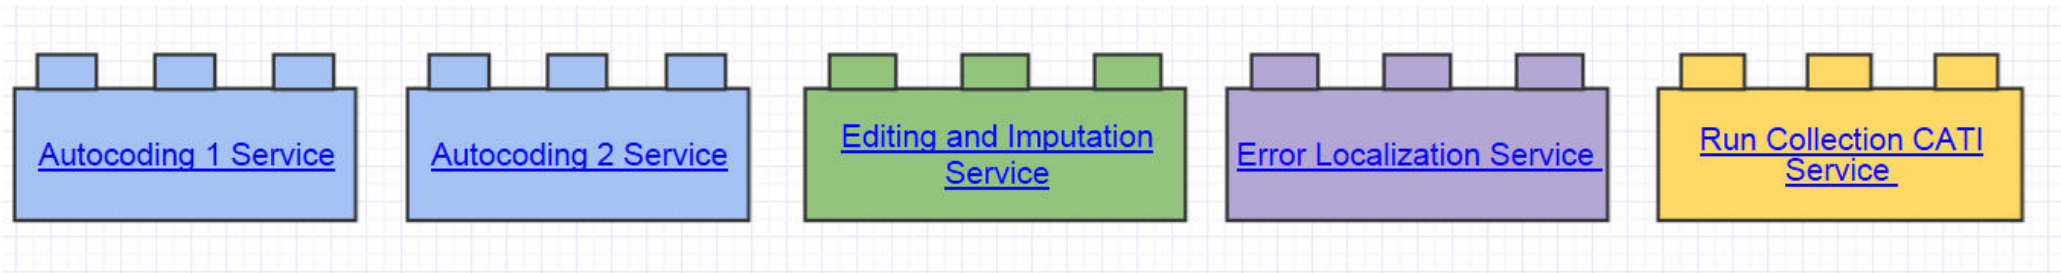 Autocoding 1 Service
Autocoding 2 Service
Editing and Imputation
Service
Error Localization Service
Run Collection CATI
Service